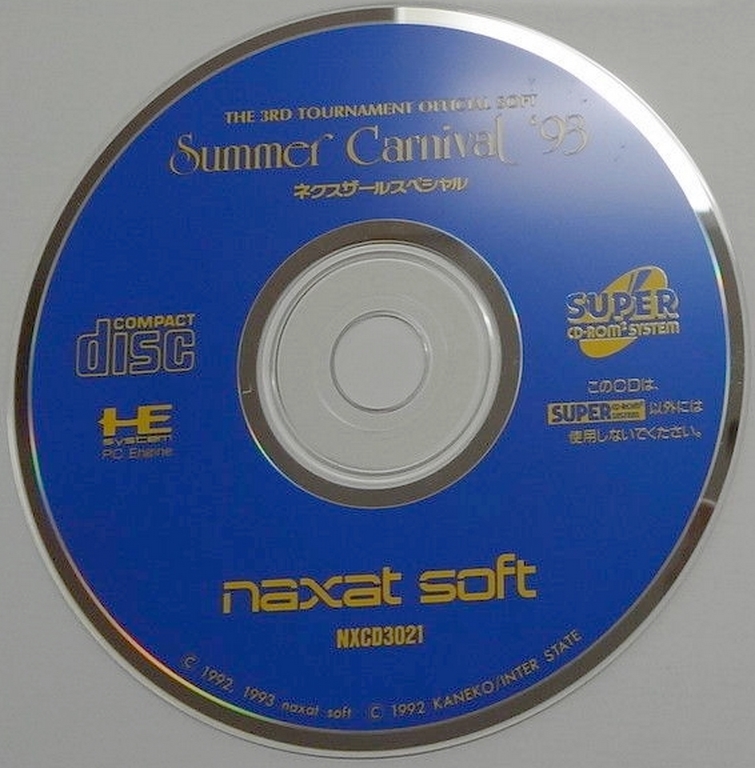 THE 3RD TOURNAMENT OFFICIAL SOFT
Summer Carnival '93
ネクスザールスペシャル
COMPACT
disc
HE
system
PC Engine
SUPER
CD-ROM² SYSTEM
このCDは、
SUPER CD-ROM² SYSTEM 以外には
使用しないでください。
naxat soft
NXCD3021
© 1992, 1993 naxat soft © 1992 KANEKO/INTER STATE